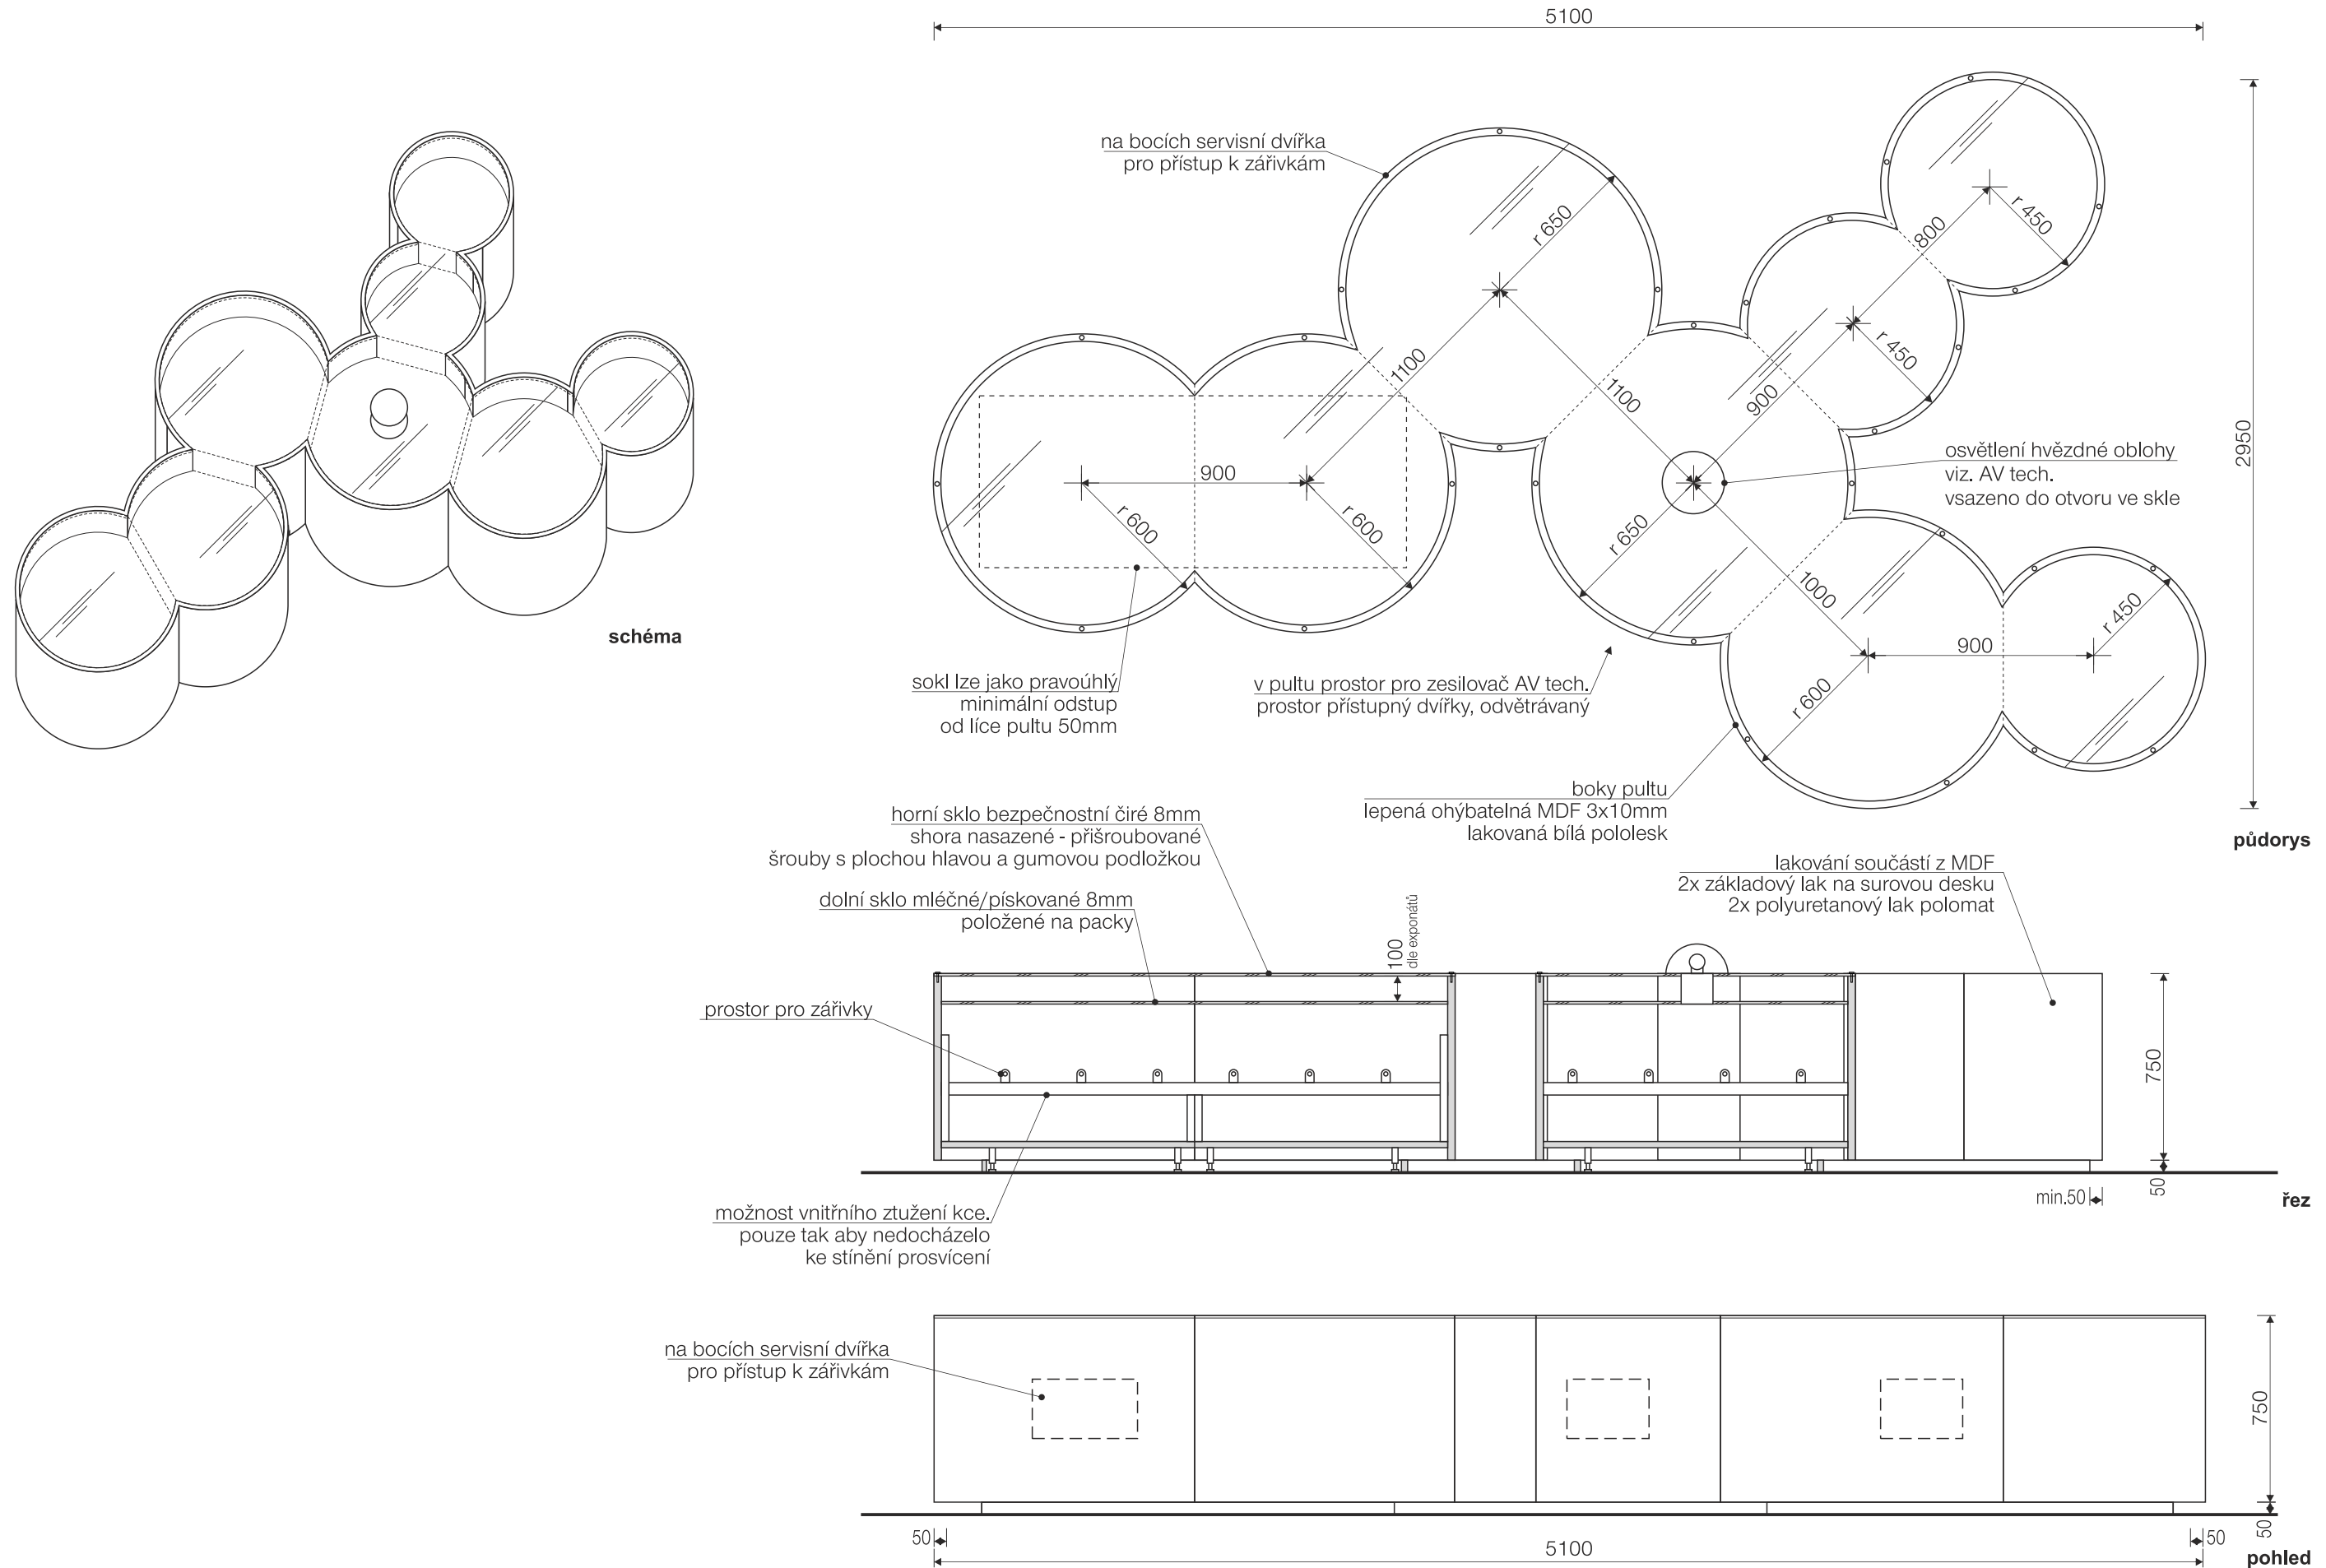 5100
na bocích servisní dvířka
pro přístup k zářivkám
r 650
r 450
800
r 450
1100
1100
900
2950
osvětlení hvězdné oblohy
viz. AV tech.
vsazeno do otvoru ve skle
900
r 600
r 600
r 650
1000
900
r 450
r 600
schéma
sokl lze jako pravoúhlý
minimální odstup
od líce pultu 50mm
v pultu prostor pro zesilovač AV tech.
prostor přístupný dvířky, odvětrávaný
boky pultu
lepená ohýbatelná MDF 3x10mm
lakovaná bílá pololesk
půdorys
horní sklo bezpečnostní čiré 8mm
shora nasazené - přišroubované
šrouby s plochou hlavou a gumovou podložkou
lakování součástí z MDF
2x základový lak na surovou desku
2x polyuretanový lak polomat
dolní sklo mléčné/pískované 8mm
položené na packy
100
dle exponátů
prostor pro zářivky
750
50
min.50
řez
možnost vnitřního ztužení kce.
pouze tak aby nedocházelo
ke stínění prosvícení
na bocích servisní dvířka
pro přístup k zářivkám
750
50
50
50
5100
pohled